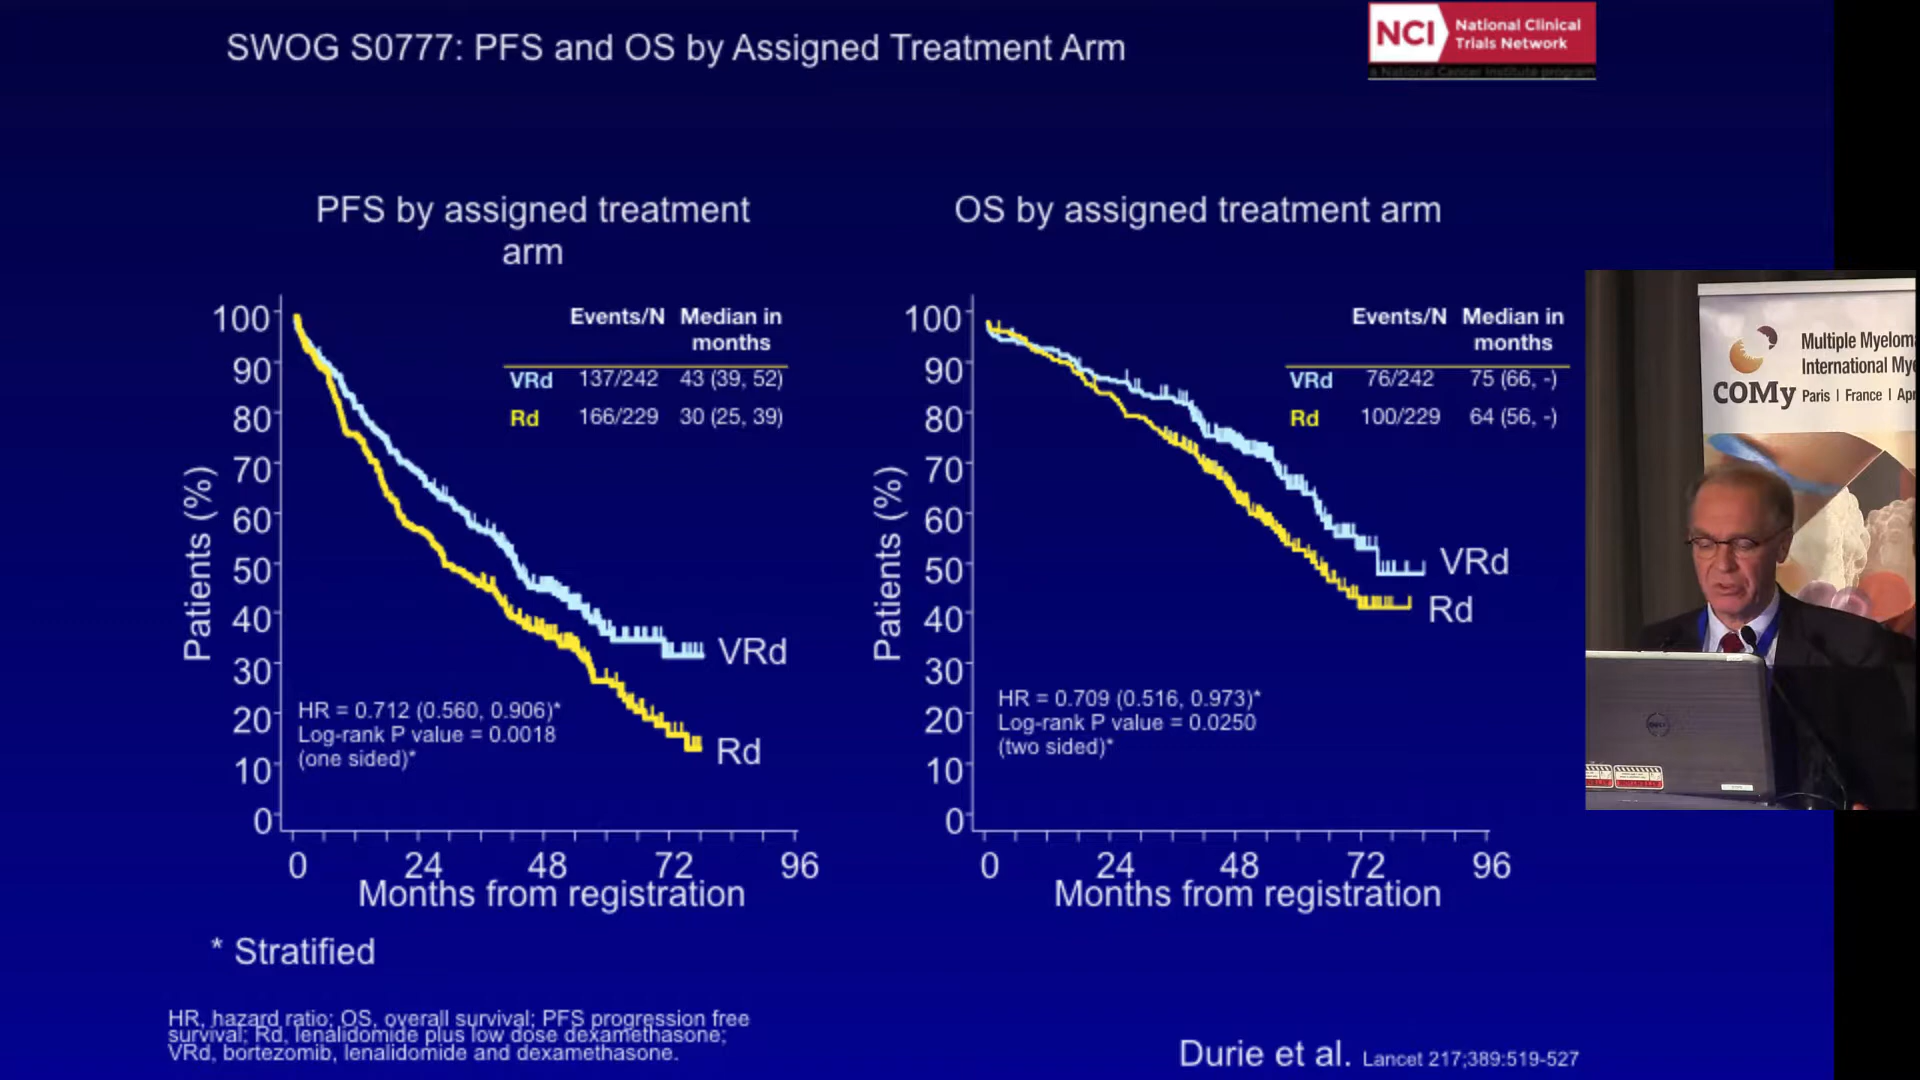 SWOG S0777: PFS and OS by Assigned Treatment Arm
NCI
National Clinical
Trials Network
a National Cancer Institute program
PFS by assigned treatment
arm
Events/N Median in
months
VRd 137/242 43 (39, 52)
Rd 166/229 30 (25, 39)
100
90
80
70
60
50
40
30
20
10
0
Patients (%)
VRd
Rd
HR = 0.712 (0.560, 0.906)*
Log-rank P value = 0.0018
(one sided)*
0 24 48 72 96
Months from registration
OS by assigned treatment arm
Events/N Median in
months
VRd 76/242 75 (66, -)
Rd 100/229 64 (56, -)
100
90
80
70
60
50
40
30
20
10
0
Patients (%)
VRd
Rd
HR = 0.709 (0.516, 0.973)*
Log-rank P value = 0.0250
(two sided)*
0 24 48 72 96
Months from registration
* Stratified
HR, hazard ratio; OS, overall survival; PFS progression free
survival; Rd, lenalidomide plus low dose dexamethasone;
VRd, bortezomib, lenalidomide and dexamethasone.
Durie et al. Lancet 217;389:519-527
Multiple Myelom
International Mye
COMy
Paris | France | Apr
DELL